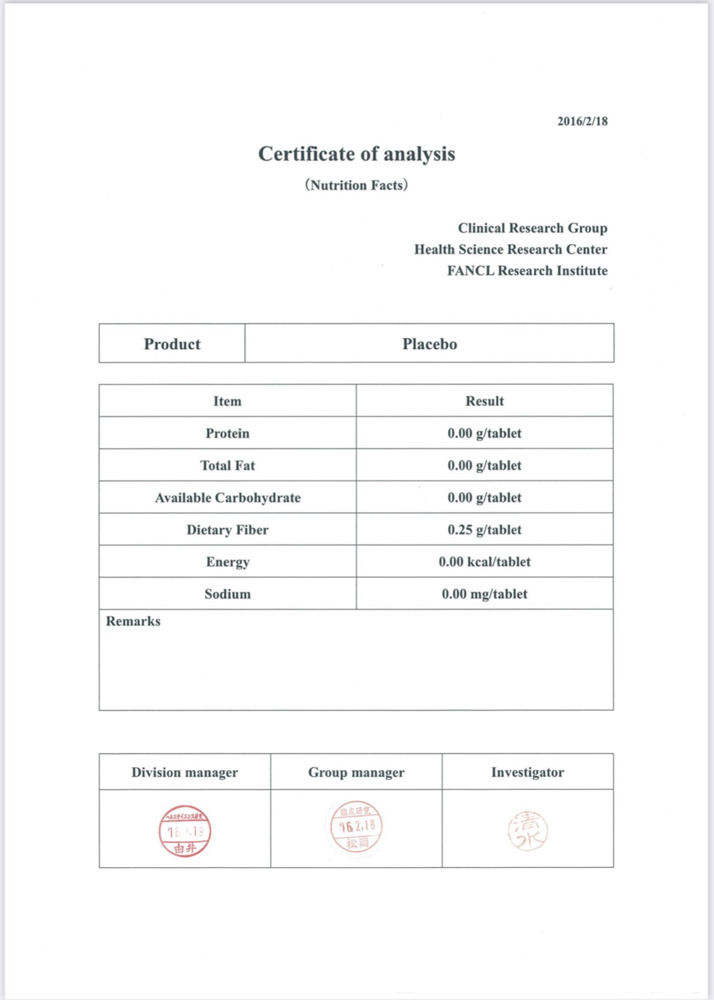 2016/2/18
Certificate of analysis
(Nutrition Facts)
Clinical Research Group
Health Science Research Center
FANCL Research Institute
Product Placebo
Item Result
Protein 0.00 g/tablet
Total Fat 0.00 g/tablet
Available Carbohydrate 0.00 g/tablet
Dietary Fiber 0.25 g/tablet
Energy 0.00 kcal/tablet
Sodium 0.00 mg/tablet
Remarks
Division manager Group manager Investigator
ヘルスサイエンス研究
由井
臨床研究
'16.2.18
松岡
清水